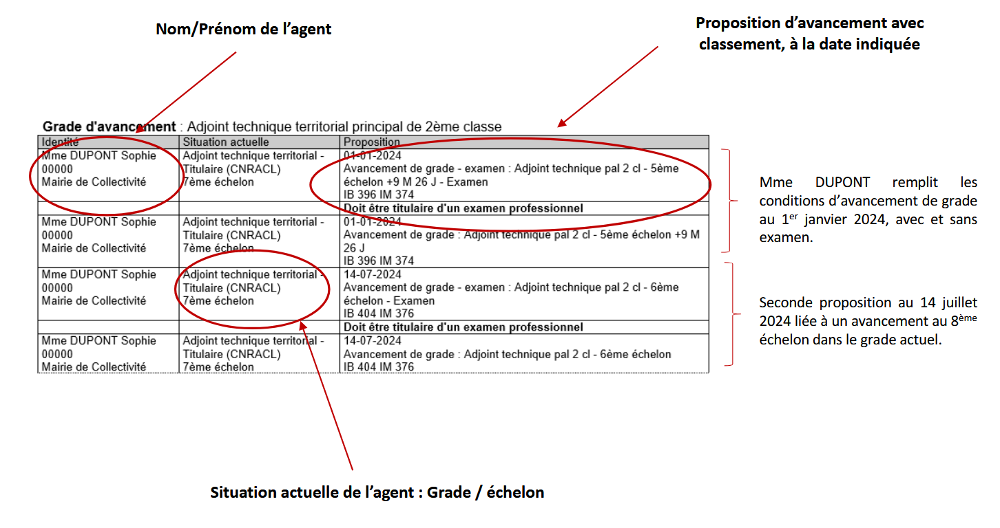 Nom/Prénom de l'agent
Proposition d'avancement avec
classement, à la date indiquée
Grade d'avancement : Adjoint technique territorial principal de 2ème classe
Identité Situation actuelle Proposition
Mme DUPONT Sophie Adjoint technique territorial - 01-01-2024
00000 Titulaire (CNRACL) Avancement de grade - examen : Adjoint technique pal 2 cl - 5ème
Mairie de Collectivité 7ème échelon échelon +9 M 26 J - Examen
IB 396 IM 374
Doit être titulaire d'un examen professionnel
Mme DUPONT Sophie Adjoint technique territorial - 01-01-2024
00000 Titulaire (CNRACL) Avancement de grade : Adjoint technique pal 2 cl - 5ème échelon +9 M
Mairie de Collectivité 7ème échelon 26 J
IB 396 IM 374
Mme DUPONT Sophie Adjoint technique territorial - 14-07-2024
00000 Titulaire (CNRACL) Avancement de grade - examen : Adjoint technique pal 2 cl - 6ème
Mairie de Collectivité 7ème échelon échelon - Examen
IB 404 IM 376
Doit être titulaire d'un examen professionnel
Mme DUPONT Sophie Adjoint technique territorial - 14-07-2024
00000 Titulaire (CNRACL) Avancement de grade : Adjoint technique pal 2 cl - 6ème échelon
Mairie de Collectivité 7ème échelon IB 404 IM 376
Mme DUPONT remplit les
conditions d'avancement de grade
au 1er janvier 2024, avec et sans
examen.
Seconde proposition au 14 juillet
2024 liée à un avancement au 8ème
échelon dans le grade actuel.
Situation actuelle de l'agent : Grade / échelon